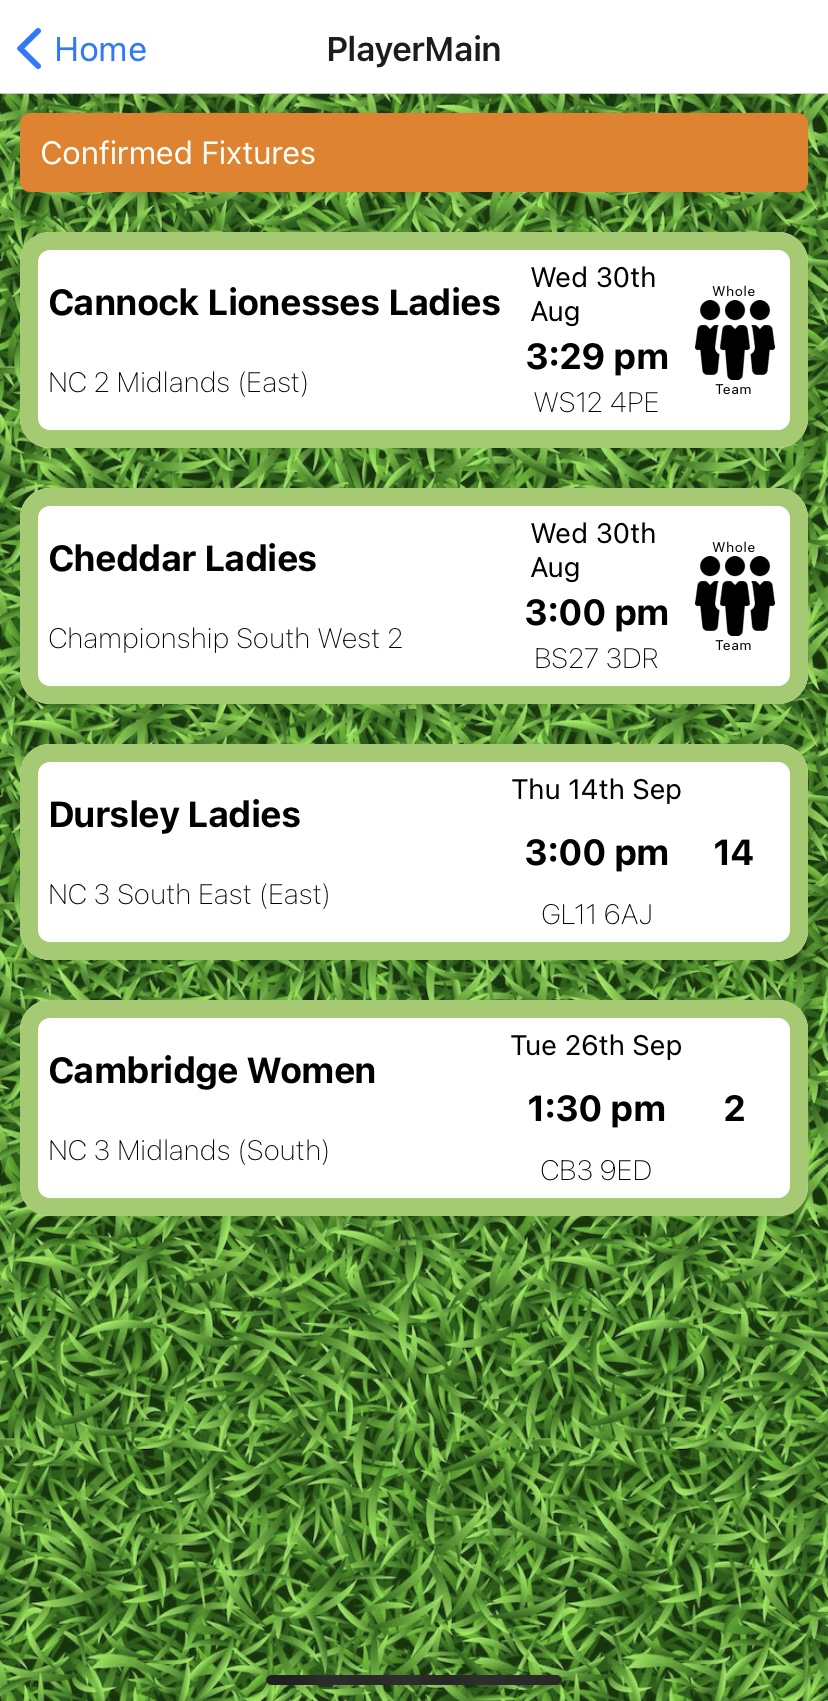 Home
PlayerMain
Confirmed Fixtures
Cannock Lionesses Ladies
NC 2 Midlands (East)
Wed 30th
Aug
3:29 pm
WS12 4PE
Whole
Team
Cheddar Ladies
Championship South West 2
Wed 30th
Aug
3:00 pm
BS27 3DR
Whole
Team
Dursley Ladies
NC 3 South East (East)
Thu 14th Sep
3:00 pm
GL11 6AJ
14
Cambridge Women
NC 3 Midlands (South)
Tue 26th Sep
1:30 pm
CB3 9ED
2